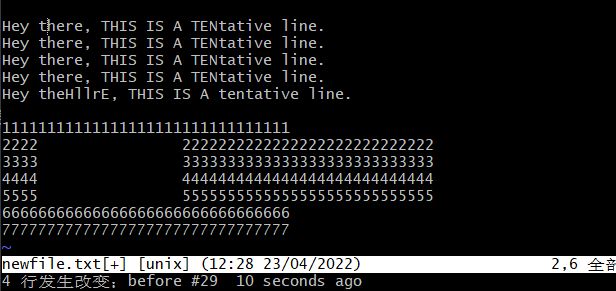 Hey there, THIS IS A TENtative line.
Hey there, THIS IS A TENtative line.
Hey there, THIS IS A TENtative line.
Hey there, THIS IS A TENtative line.
Hey theHllrE, THIS IS A tentative line.
11111111111111111111111111111111
2222                2222222222222222222222222222
3333                3333333333333333333333333333
4444                4444444444444444444444444444
5555                5555555555555555555555555555
66666666666666666666666666666666
77777777777777777777777777777777
~
newfile.txt[+] [unix] (12:28 23/04/2022) 2,6 全部
4 行发生改变；before #29  10 seconds ago